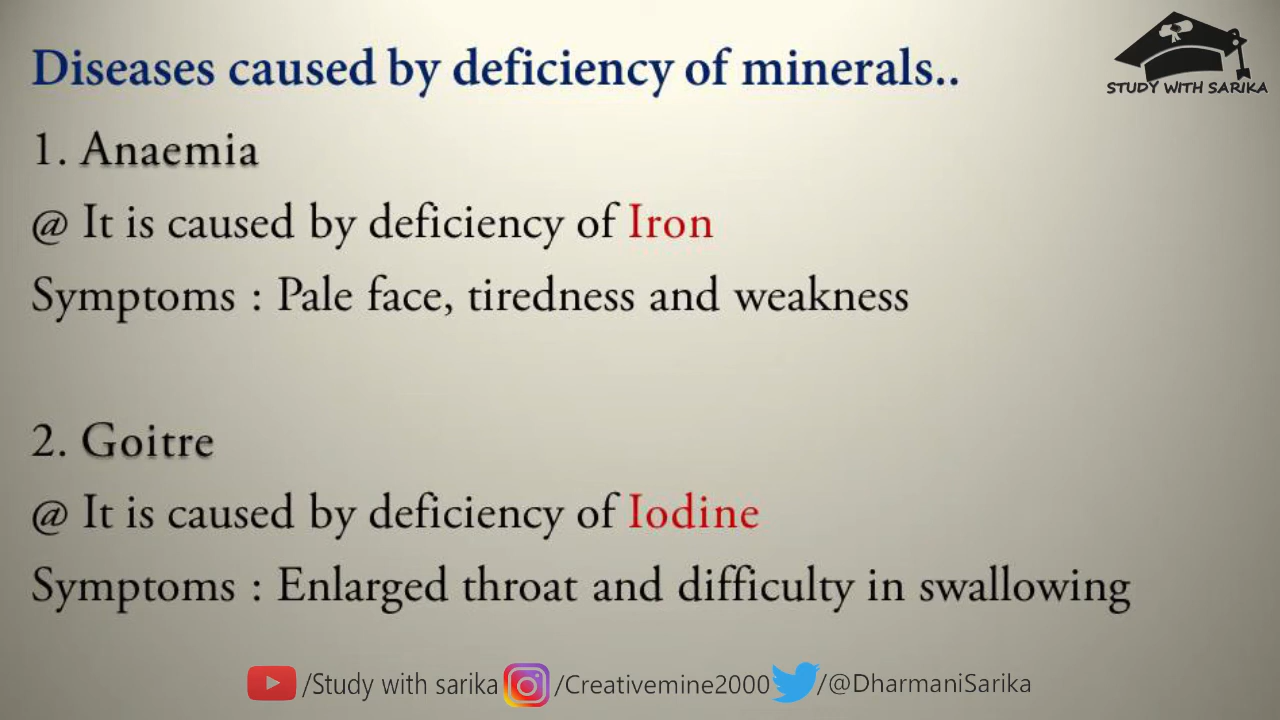 Diseases caused by deficiency of minerals..
STUDY WITH SARIKA
1. Anaemia
@ It is caused by deficiency of Iron
Symptoms : Pale face, tiredness and weakness
2. Goitre
@ It is caused by deficiency of Iodine
Symptoms : Enlarged throat and difficulty in swallowing
/Study with sarika /Creativemine2000 /@DharmaniSarika